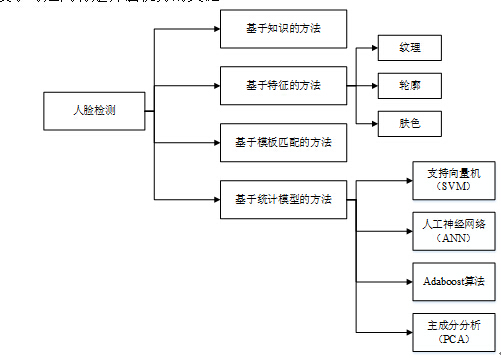 人脸检测
基于知识的方法
基于特征的方法
纹理
轮廓
肤色
基于模板匹配的方法
基于统计模型的方法
支持向量机
（SVM）
人工神经网络
（ANN）
Adaboost算法
主成分分析
（PCA）